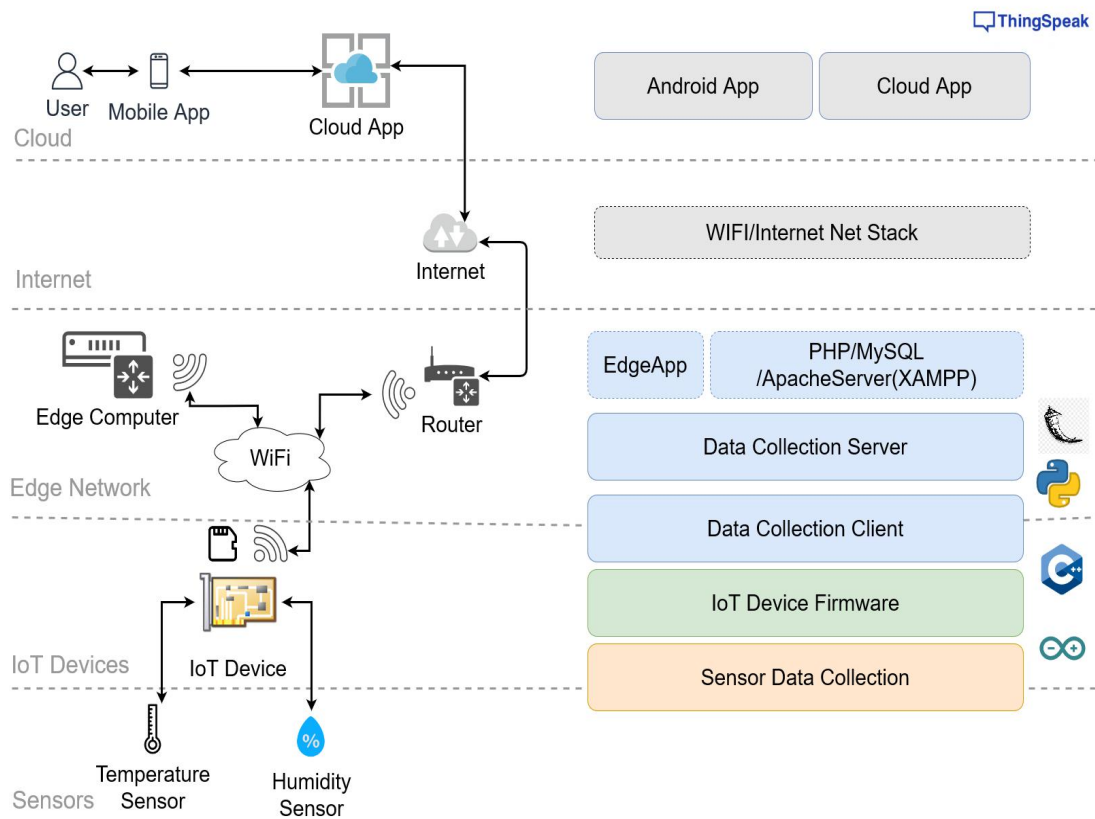 ThingSpeak
User
Mobile App
Cloud App
Android App
Cloud App
Cloud
Internet
WIFI/Internet Net Stack
Internet
Edge Computer
Router
WiFi
EdgeApp
PHP/MySQL
/ApacheServer(XAMPP)
Data Collection Server
Edge Network
Data Collection Client
C++
IoT Device Firmware
IoT Device
IoT Devices
Sensor Data Collection
%
Temperature
Sensor
Humidity
Sensor
Sensors